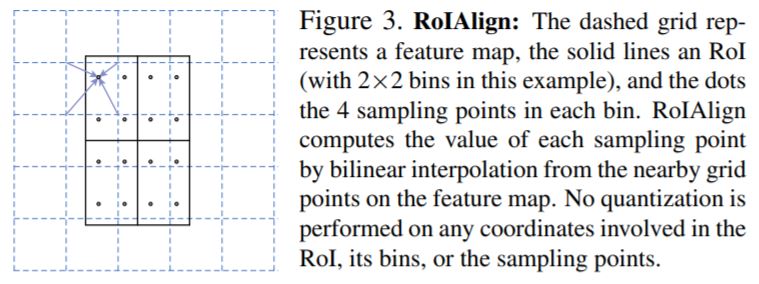 Figure 3. RoIAlign: The dashed grid rep-
resents a feature map, the solid lines an RoI
(with 2×2 bins in this example), and the dots
the 4 sampling points in each bin. RoIAlign
computes the value of each sampling point
by bilinear interpolation from the nearby grid
points on the feature map. No quantization is
performed on any coordinates involved in the
RoI, its bins, or the sampling points.